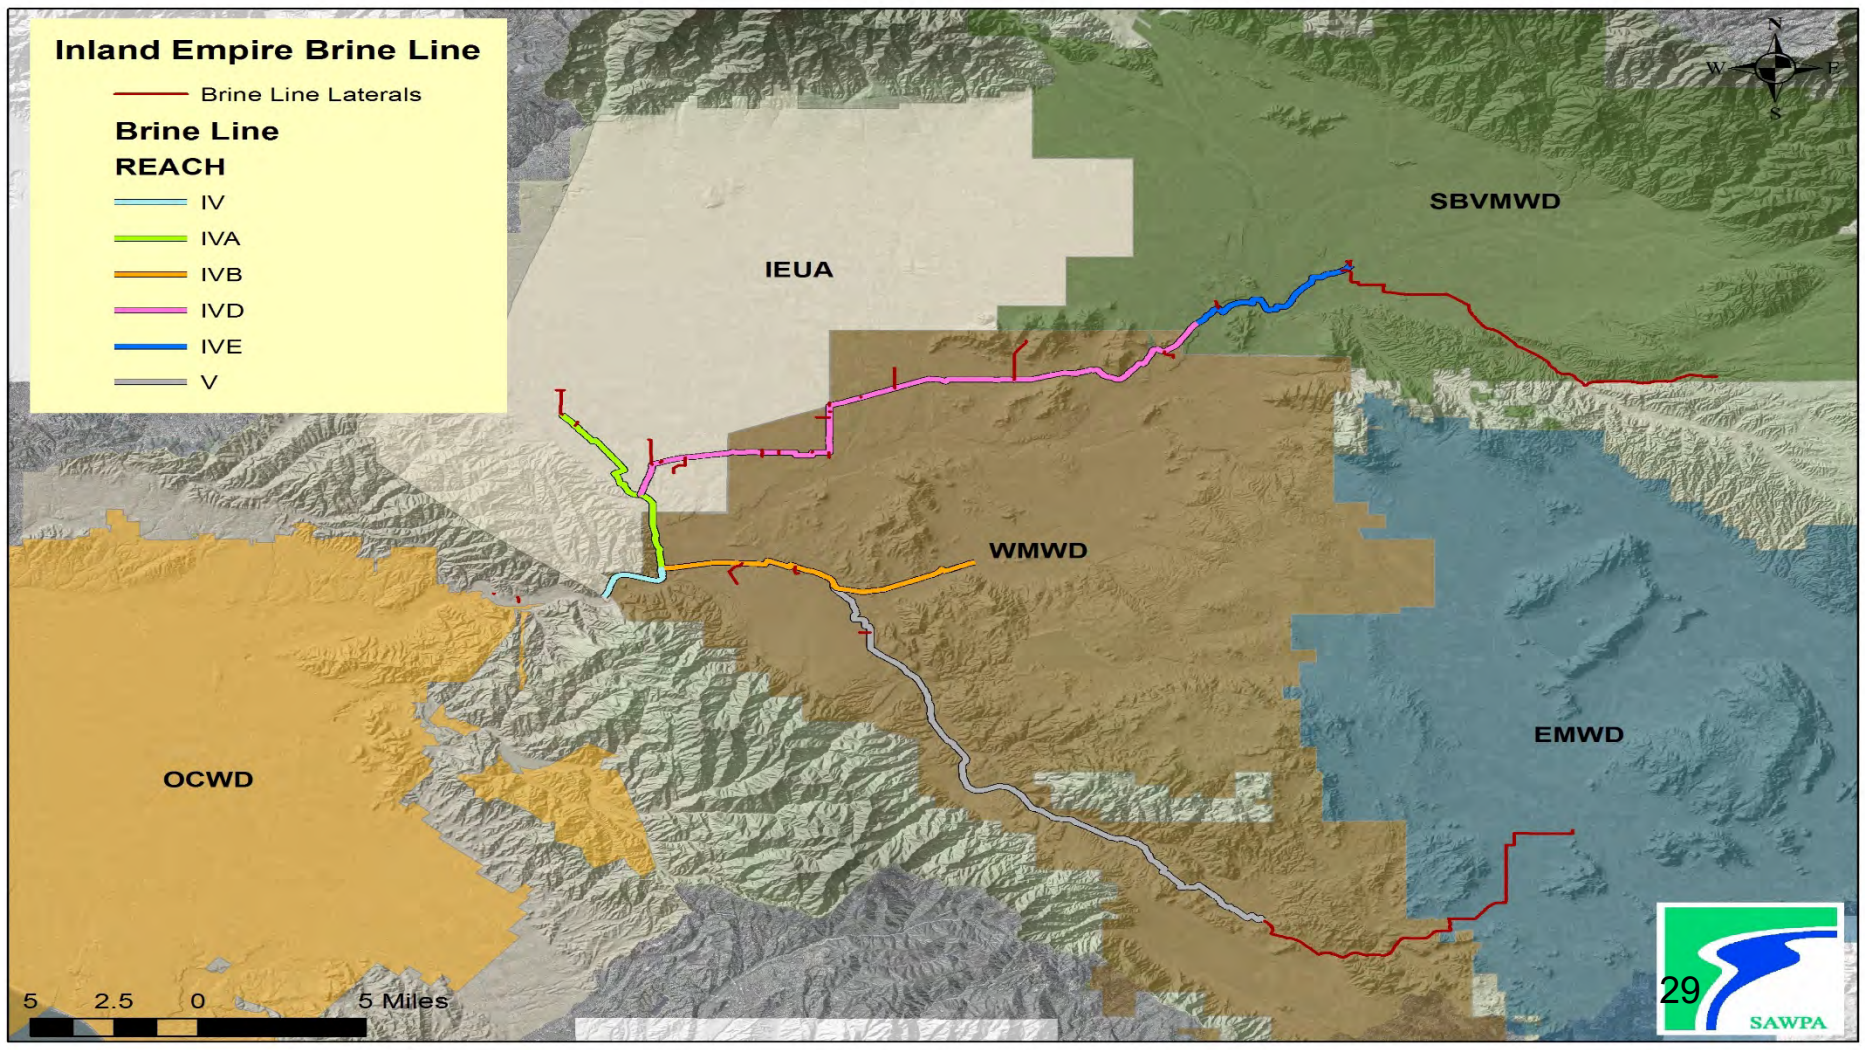 Inland Empire Brine Line
Brine Line Laterals
Brine Line
REACH
IV
IVA
IVB
IVD
IVE
V
N
W E
S
SBVMWD
IEUA
WMWD
EMWD
OCWD
5 2.5 0 5 Miles
29
SAWPA